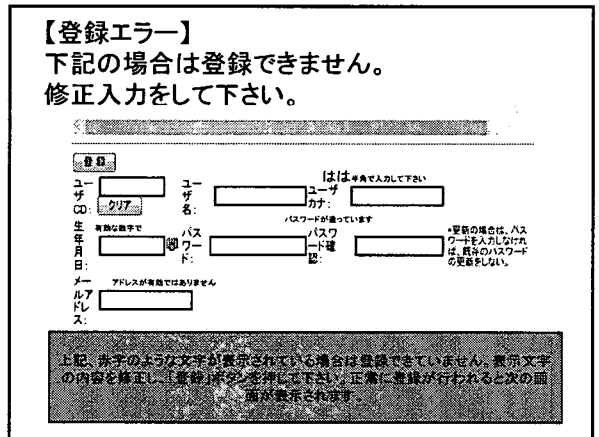 【登録エラー】
下記の場合は登録できません。
修正入力をして下さい。
登録
ユーザCD:
クリア
ユーザ名:
はは半角で入力して下さい
ユーザカナ:
パスワードが違っています
生年月日:
有効な数字で
パスワード:
パスワード確認:
*更新の場合は、パス
ワードを入力しなけれ
ば、既存のパスワード
の更新をしない。
メールアドレス:
アドレスが有効ではありません
上記、赤字のような文字が表示されている場合は登録できていません。表示文字
の内容を修正し、「登録」ボタンを押して下さい。正常に登録が行われると次の画
面が表示されます。